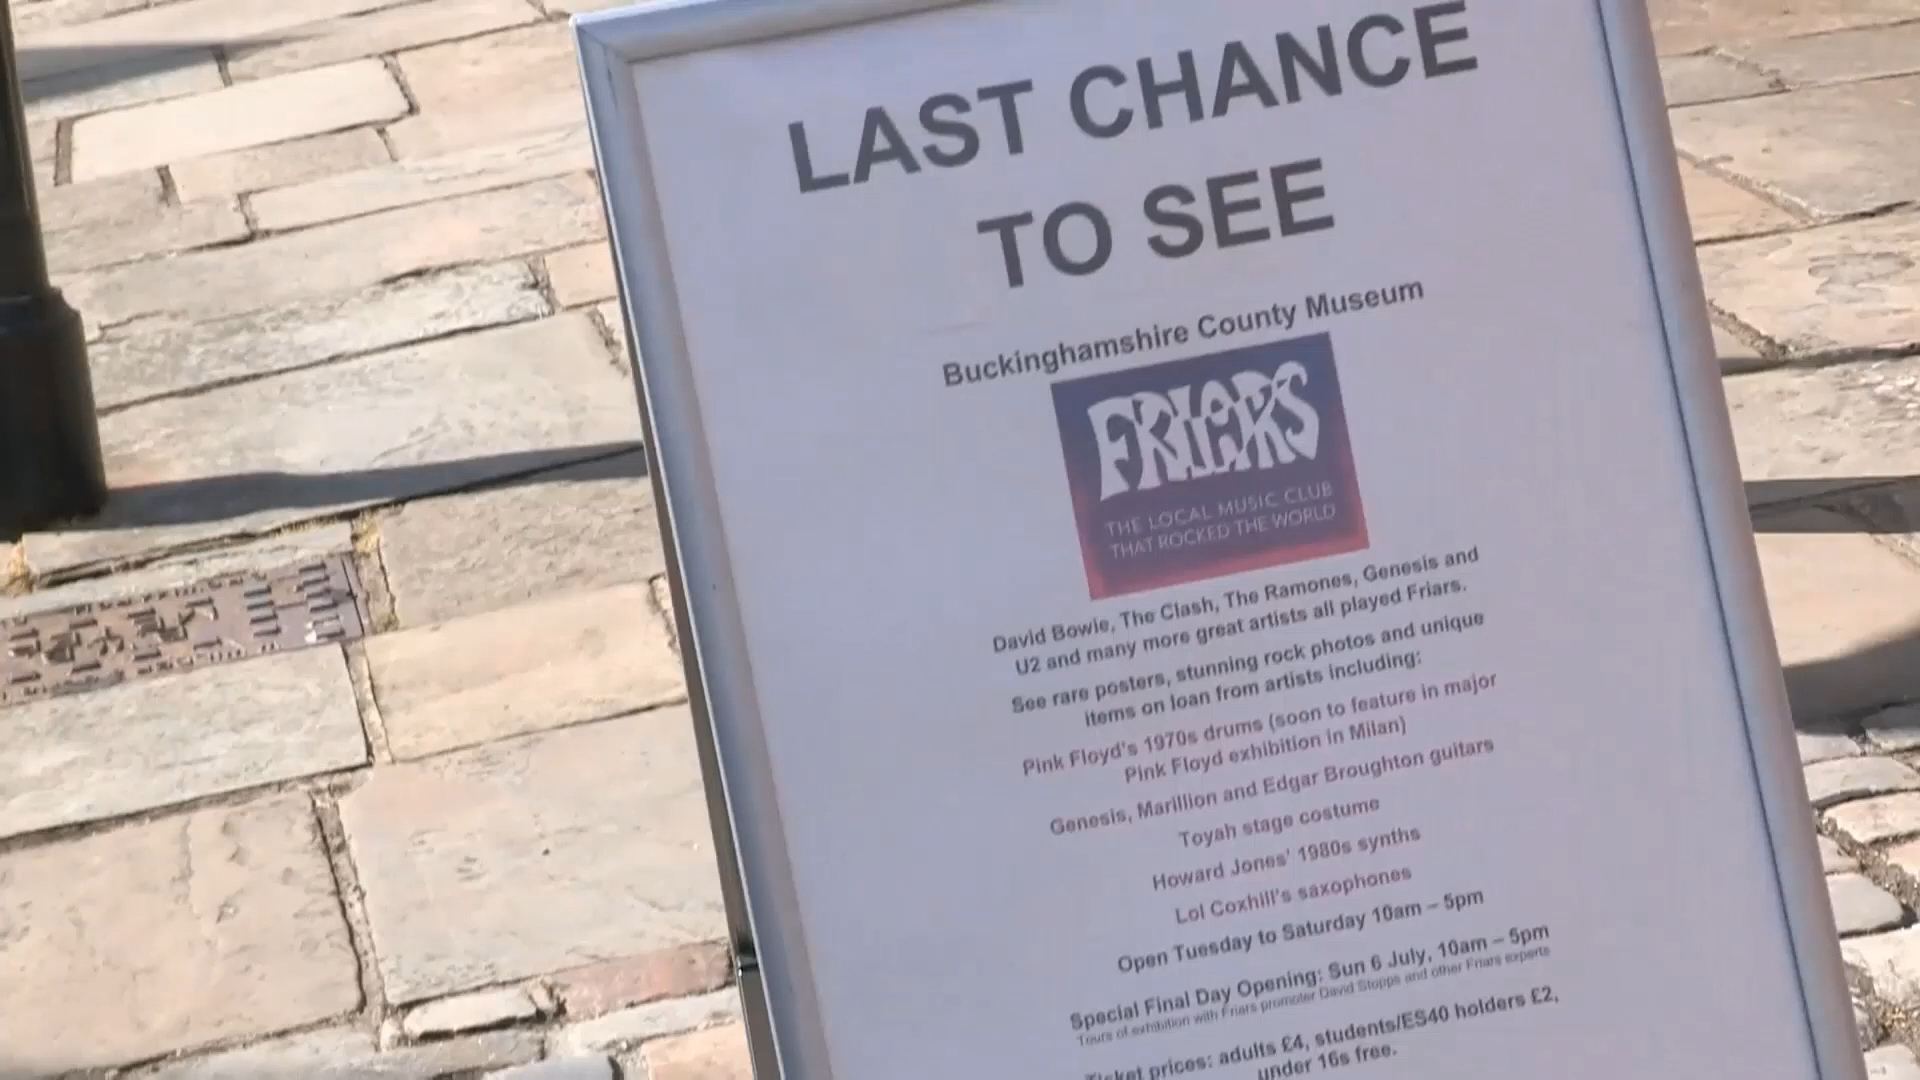 LAST CHANCE
TO SEE
Buckinghamshire County Museum
FRIARS
THE LOCAL MUSIC CLUB
THAT ROCKED THE WORLD
David Bowie, The Clash, The Ramones, Genesis and
U2 and many more great artists all played Friars.
See rare posters, stunning rock photos and unique
items on loan from artists including:
Pink Floyd's 1970s drums (soon to feature in major
Pink Floyd exhibition in Milan)
Genesis, Marillion and Edgar Broughton guitars
Toyah stage costume
Howard Jones' 1980s synths
Lol Coxhill's saxophones
Open Tuesday to Saturday 10am – 5pm
Special Final Day Opening: Sun 6 July, 10am – 5pm
Tours of exhibition with Friars promoter David Stopps and other Friars experts
Ticket prices: adults £4, students/ES40 holders £2,
under 16s free.